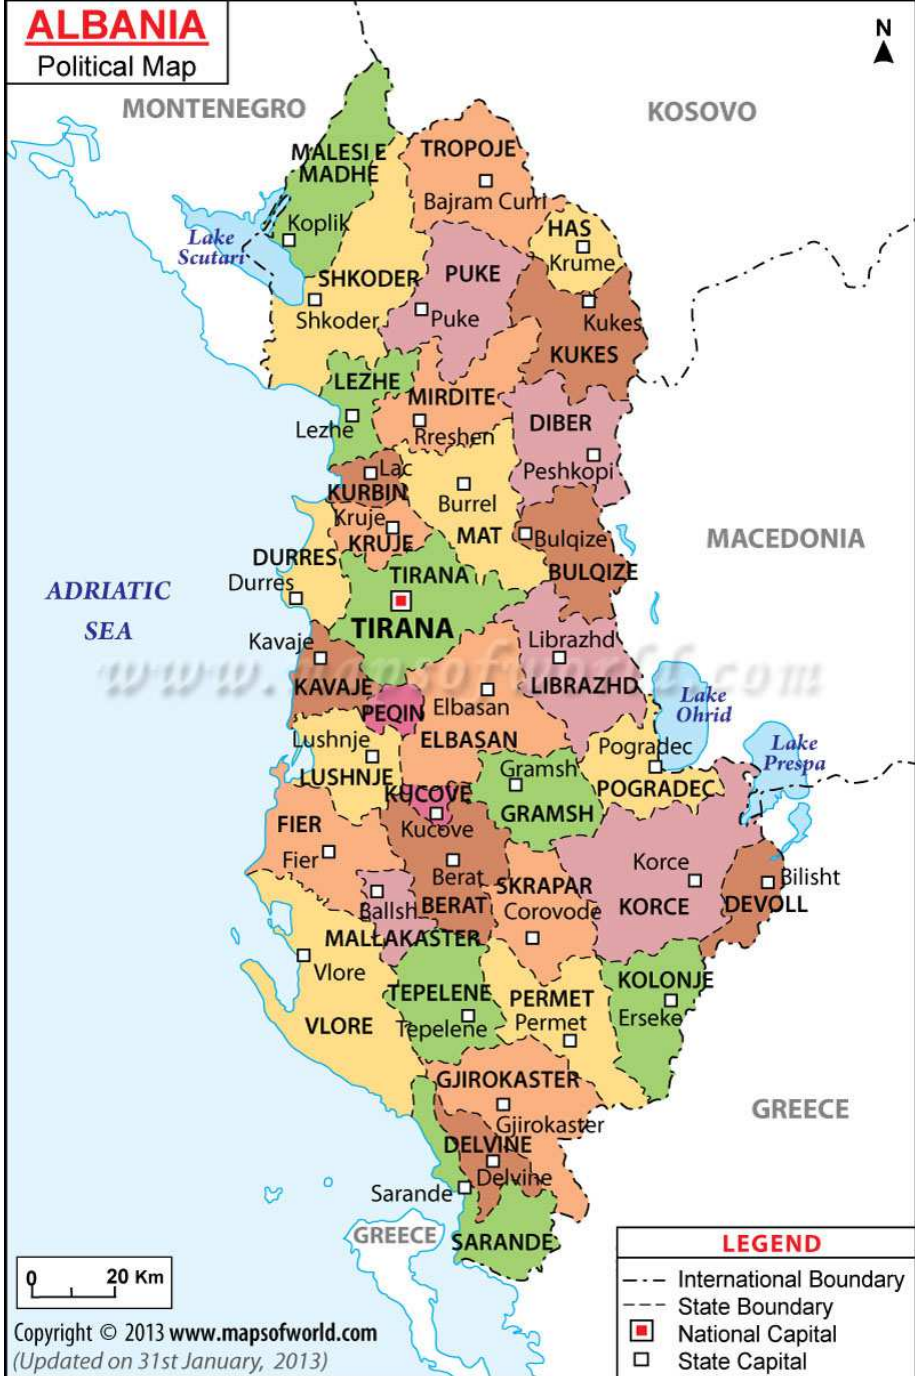 ALBANIA
Political Map
N
MONTENEGRO
KOSOVO
MALESI E
MADHE
TROPOJE
Bajram Curri
Koplik
HAS
Krume
Lake
Scutari
SHKODER
Shkoder
PUKE
Puke
Kukes
KUKES
LEZHE
Lezhe
MIRDITE
Rreshen
DIBER
Peshkopi
Lac
KURBIN
Burrel
MAT
Kruje
KRUJE
Bulqize
BULQIZE
MACEDONIA
DURRES
Durres
TIRANA
TIRANA
ADRIATIC
SEA
Kavaje
KAVAJE
Librazhd
LIBRAZHD
www.mapsofworld.com
PEQIN
Elbasan
ELBASAN
Lake
Ohrid
Lake
Prespa
Lushnje
LUSHNJE
Pogradec
POGRADEC
Gramsh
GRAMSH
KUCOVE
Kucove
FIER
Fier
Berat
BERAT
SKRAPAR
Corovode
Korce
KORCE
Bilisht
DEVOLL
Ballsh
MALLAKASTER
Vlore
VLORE
TEPELENE
Tepelene
PERMET
Permet
KOLONJE
Erseke
GJIROKASTER
Gjirokaster
GREECE
DELVINE
Delvine
Sarande
SARANDE
GREECE
0 20 Km
Copyright © 2013 www.mapsofworld.com
(Updated on 31st January, 2013)
LEGEND
International Boundary
State Boundary
National Capital
State Capital